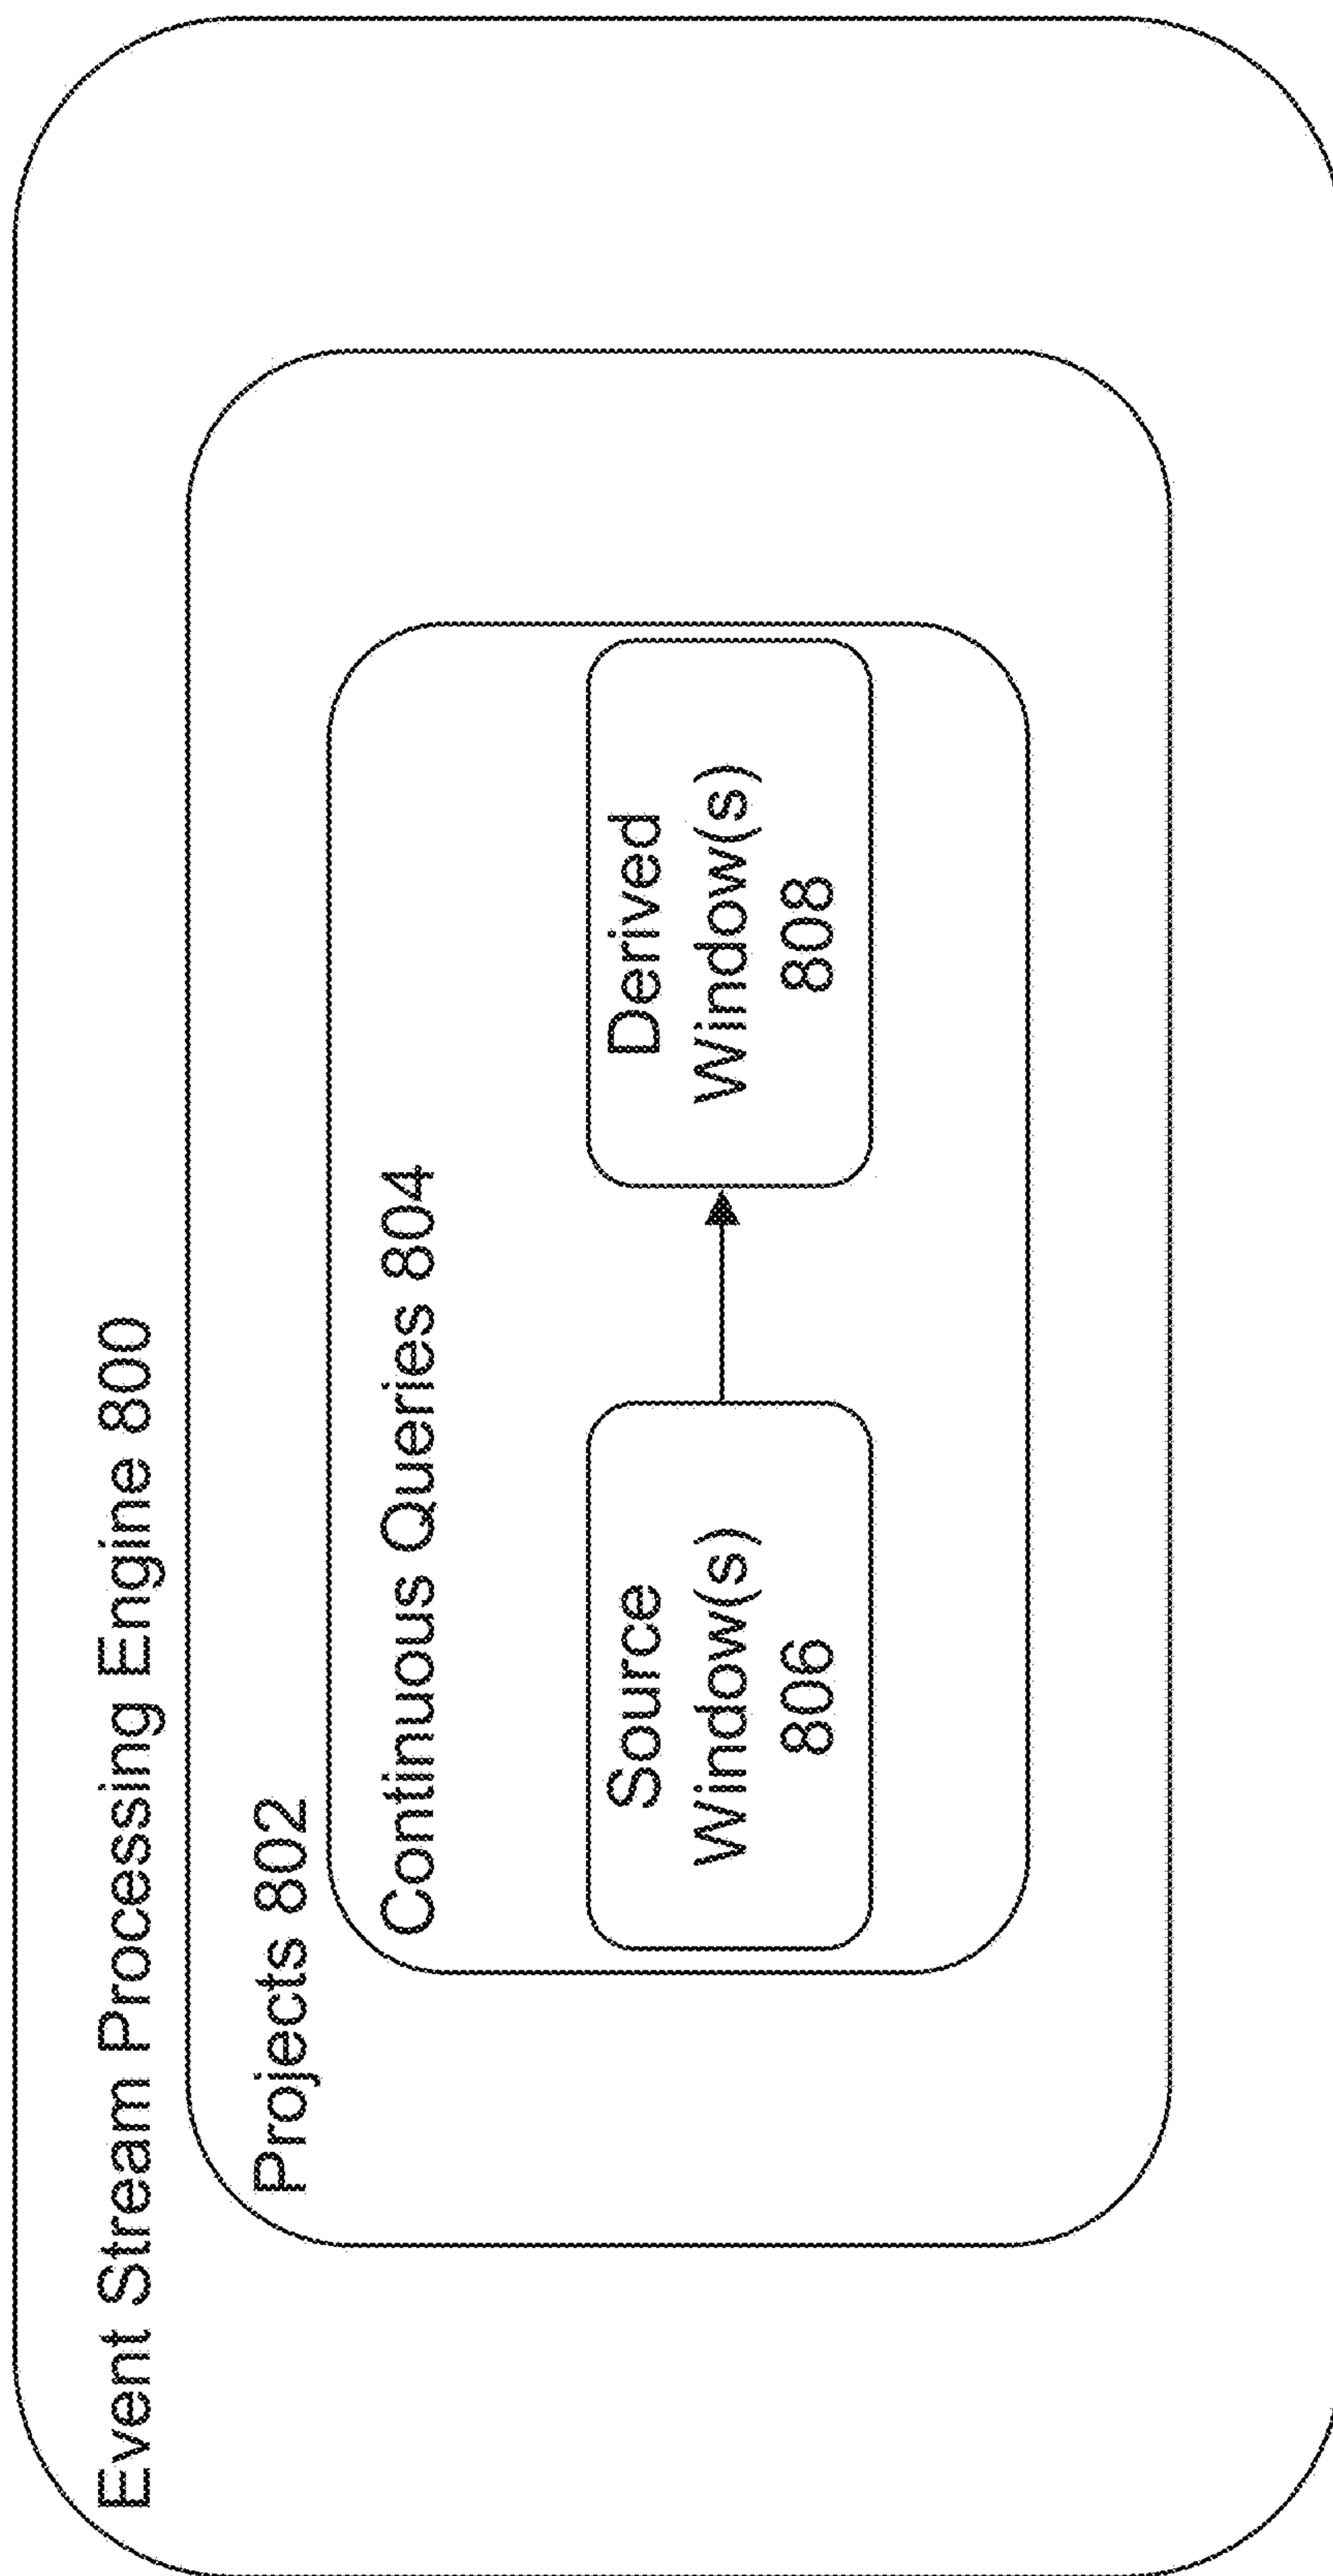 Event Stream Processing Engine 800
Projects 802
Continuous Queries 804
Source
Window(s)
806
Derived
Window(s)
808